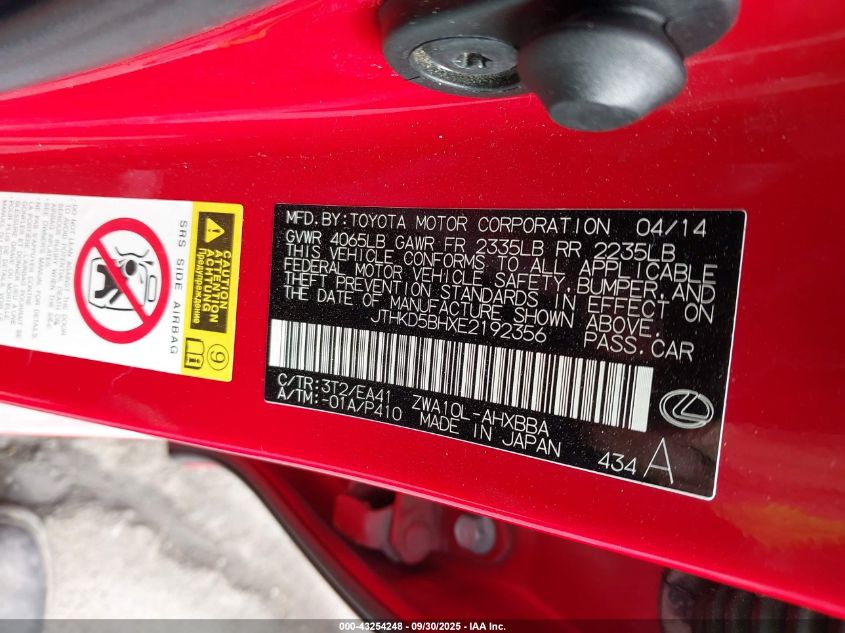 MFD. BY: TOYOTA MOTOR CORPORATION 04/14
GVWR 4065LB GAWR FR 2335LB RR 2235LB
THIS VEHICLE CONFORMS TO ALL APPLICABLE
FEDERAL MOTOR VEHICLE SAFETY, BUMPER, AND
THEFT PREVENTION STANDARDS IN EFFECT ON
THE DATE OF MANUFACTURE SHOWN ABOVE.
JTHKD5BHXE2192356 PASS. CAR
C/TR: 3T2/EA41 ZWA10L-AHXBBA
A/TM: -01A/P410 MADE IN JAPAN
434 A
CAUTION
ATTENTION
ACHTUNG
Предупреждение
9
SRS SIDE AIRBAG
000-43254248 - 09/30/2025 - IAA Inc.